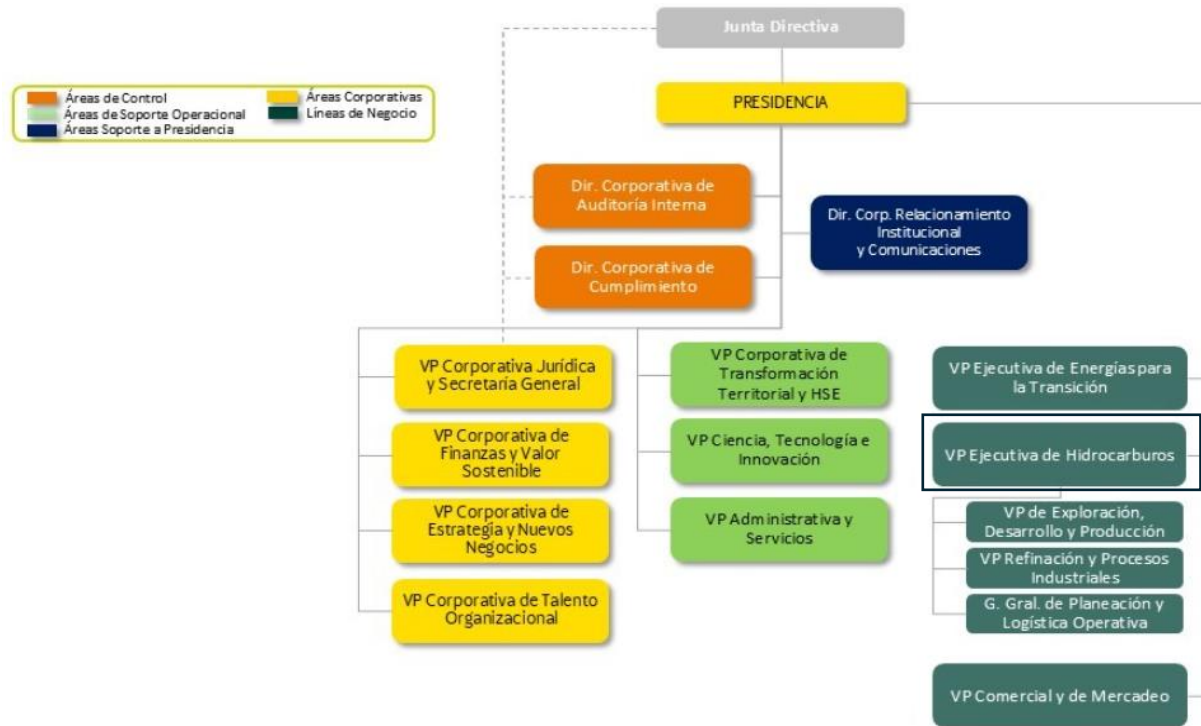 Junta Directiva
Áreas de Control
Áreas Corporativas
Áreas de Soporte Operacional
Líneas de Negocio
Áreas Soporte a Presidencia
PRESIDENCIA
Dir. Corporativa de
Auditoría Interna
Dir. Corp. Relacionamiento
Institucional
y Comunicaciones
Dir. Corporativa de
Cumplimiento
VP Corporativa Jurídica
y Secretaría General
VP Corporativa de
Finanzas y Valor
Sostenible
VP Corporativa de
Estrategia y Nuevos
Negocios
VP Corporativa de Talento
Organizacional
VP Corporativa de
Transformación
Territorial y HSE
VP Ciencia, Tecnología e
Innovación
VP Administrativa y
Servicios
VP Ejecutiva de Energías para
la Transición
VP Ejecutiva de Hidrocarburos
VP de Exploración,
Desarrollo y Producción
VP Refinación y Procesos
Industriales
G. Gral. de Planeación y
Logística Operativa
VP Comercial y de Mercadeo